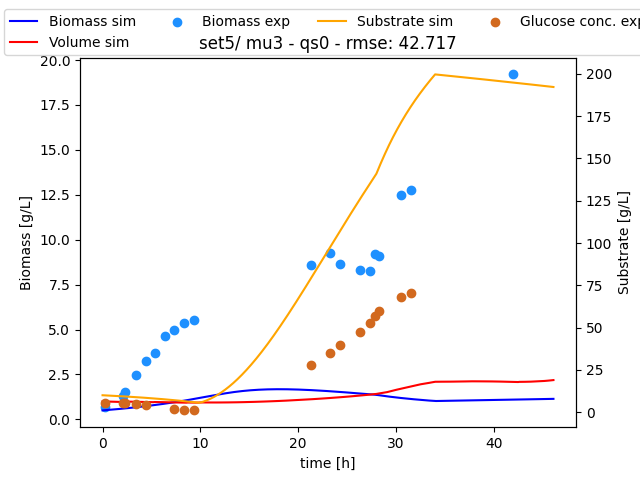 Biomass sim
Biomass exp
Substrate sim
Glucose conc. exp
Volume sim
set5/ mu3 - qs0 - rmse: 42.717
20.0
17.5
15.0
12.5
10.0
7.5
5.0
2.5
0.0
Biomass [g/L]
200
175
150
125
100
75
50
25
0
Substrate [g/L]
0
10
20
30
40
time [h]